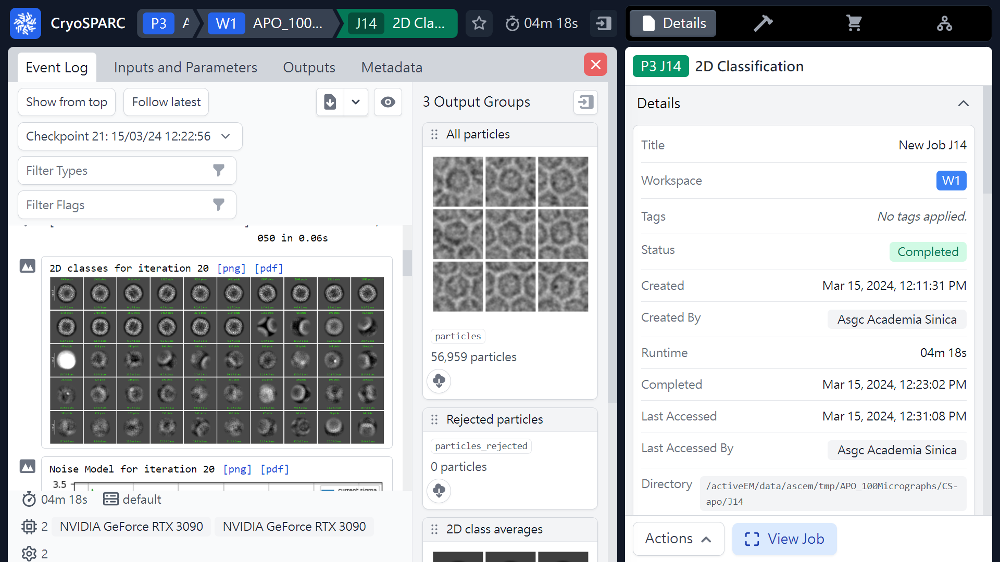 CryoSPARC
P3
W1 APO_100...
J14 2D Cla...
04m 18s
Details
Event Log
Inputs and Parameters
Outputs
Metadata
Show from top
Follow latest
Checkpoint 21: 15/03/24 12:22:56
Filter Types
Filter Flags
050 in 0.06s
2D classes for iteration 20 [png] [pdf]
Noise Model for iteration 20 [png] [pdf]
3.5
current sigma
04m 18s
default
2 NVIDIA GeForce RTX 3090 NVIDIA GeForce RTX 3090
2
3 Output Groups
All particles
particles
56,959 particles
Rejected particles
particles_rejected
0 particles
2D class averages
P3 J14 2D Classification
Details
Title New Job J14
Workspace W1
Tags No tags applied.
Status Completed
Created Mar 15, 2024, 12:11:31 PM
Created By Asgc Academia Sinica
Runtime 04m 18s
Completed Mar 15, 2024, 12:23:02 PM
Last Accessed Mar 15, 2024, 12:31:08 PM
Last Accessed By Asgc Academia Sinica
Directory /activeEM/data/ascem/tmp/APO_100Micrographs/CS-
apo/J14
Actions
View Job